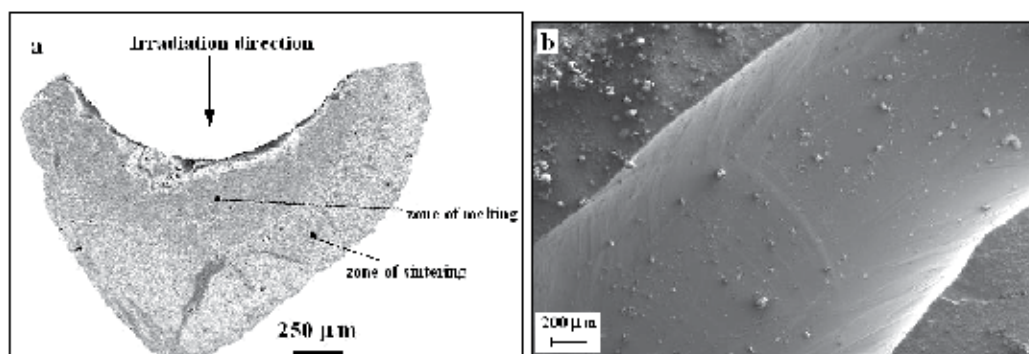 a
Irradiation direction
zone of melting
zone of sintering
250 µm
b
200 µm